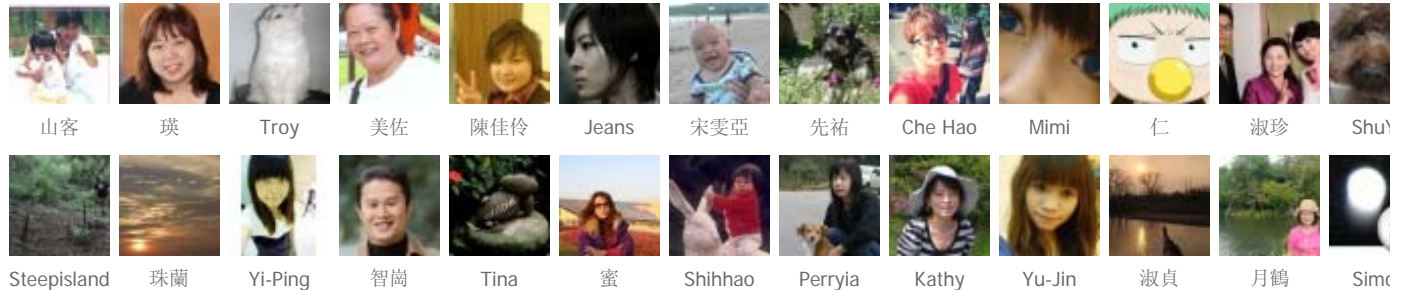 山客 瑛 Troy 美佐 陳佳伶 Jeans 宋雯亞 先祐 Che Hao Mimi 仁 淑珍 ShuY
Steepisland 珠蘭 Yi-Ping 智崗 Tina 蜜 Shihhao Perryia Kathy Yu-Jin 淑貞 月鶴 Simo